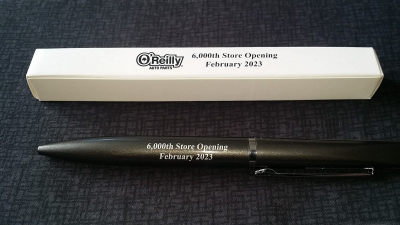 O'Reilly
AUTO PARTS
6,000th Store Opening
February 2023
6,000th Store Opening
February 2023